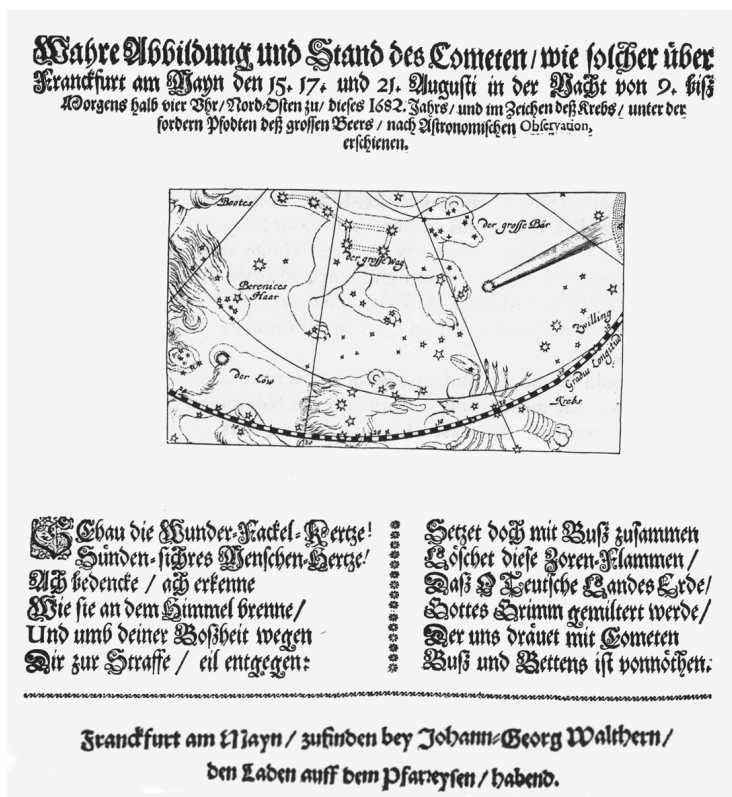 Wahre Abbildung und Stand des Cometen / wie solcher über
Franckfurt am Mayn den 15. 17. und 21. Augusti in der Nacht von 9. biß
Morgens halb vier Vhr / Nord-Osten zu / dieses 1682. Jahrs / und im Zeichen deß Krebs / unter der
fordern Pfodten deß grossen Beers / nach Astronomischen Observation,
erschienen.
Bootes
der grosse Bär
der grosse Wag
Berenices
Haar
Zwilling
Gradus Longitud
der Löw
Krebs
Schau die Wunder-Fackel-Kertze!
Sünden-sichres Menschen-Hertze!
Ach bedencke / ach erkenne
Wie sie an dem Himmel brenne /
Und umb deiner Boßheit wegen
Dir zur Straffe / eil entgegen:
Setzet doch mit Buß zusammen
Löschet diese Zoren-Flammen /
Daß O Teutsche Landes Erde /
Gottes Grimm gemiltert werde /
Der uns dräuet mit Cometen
Buß und Bettens ist vonnöthen.
Franckfurt am Mayn / zufinden bey Johann-Georg Walthern /
den Laden auff dem Pfarreysen / habend.